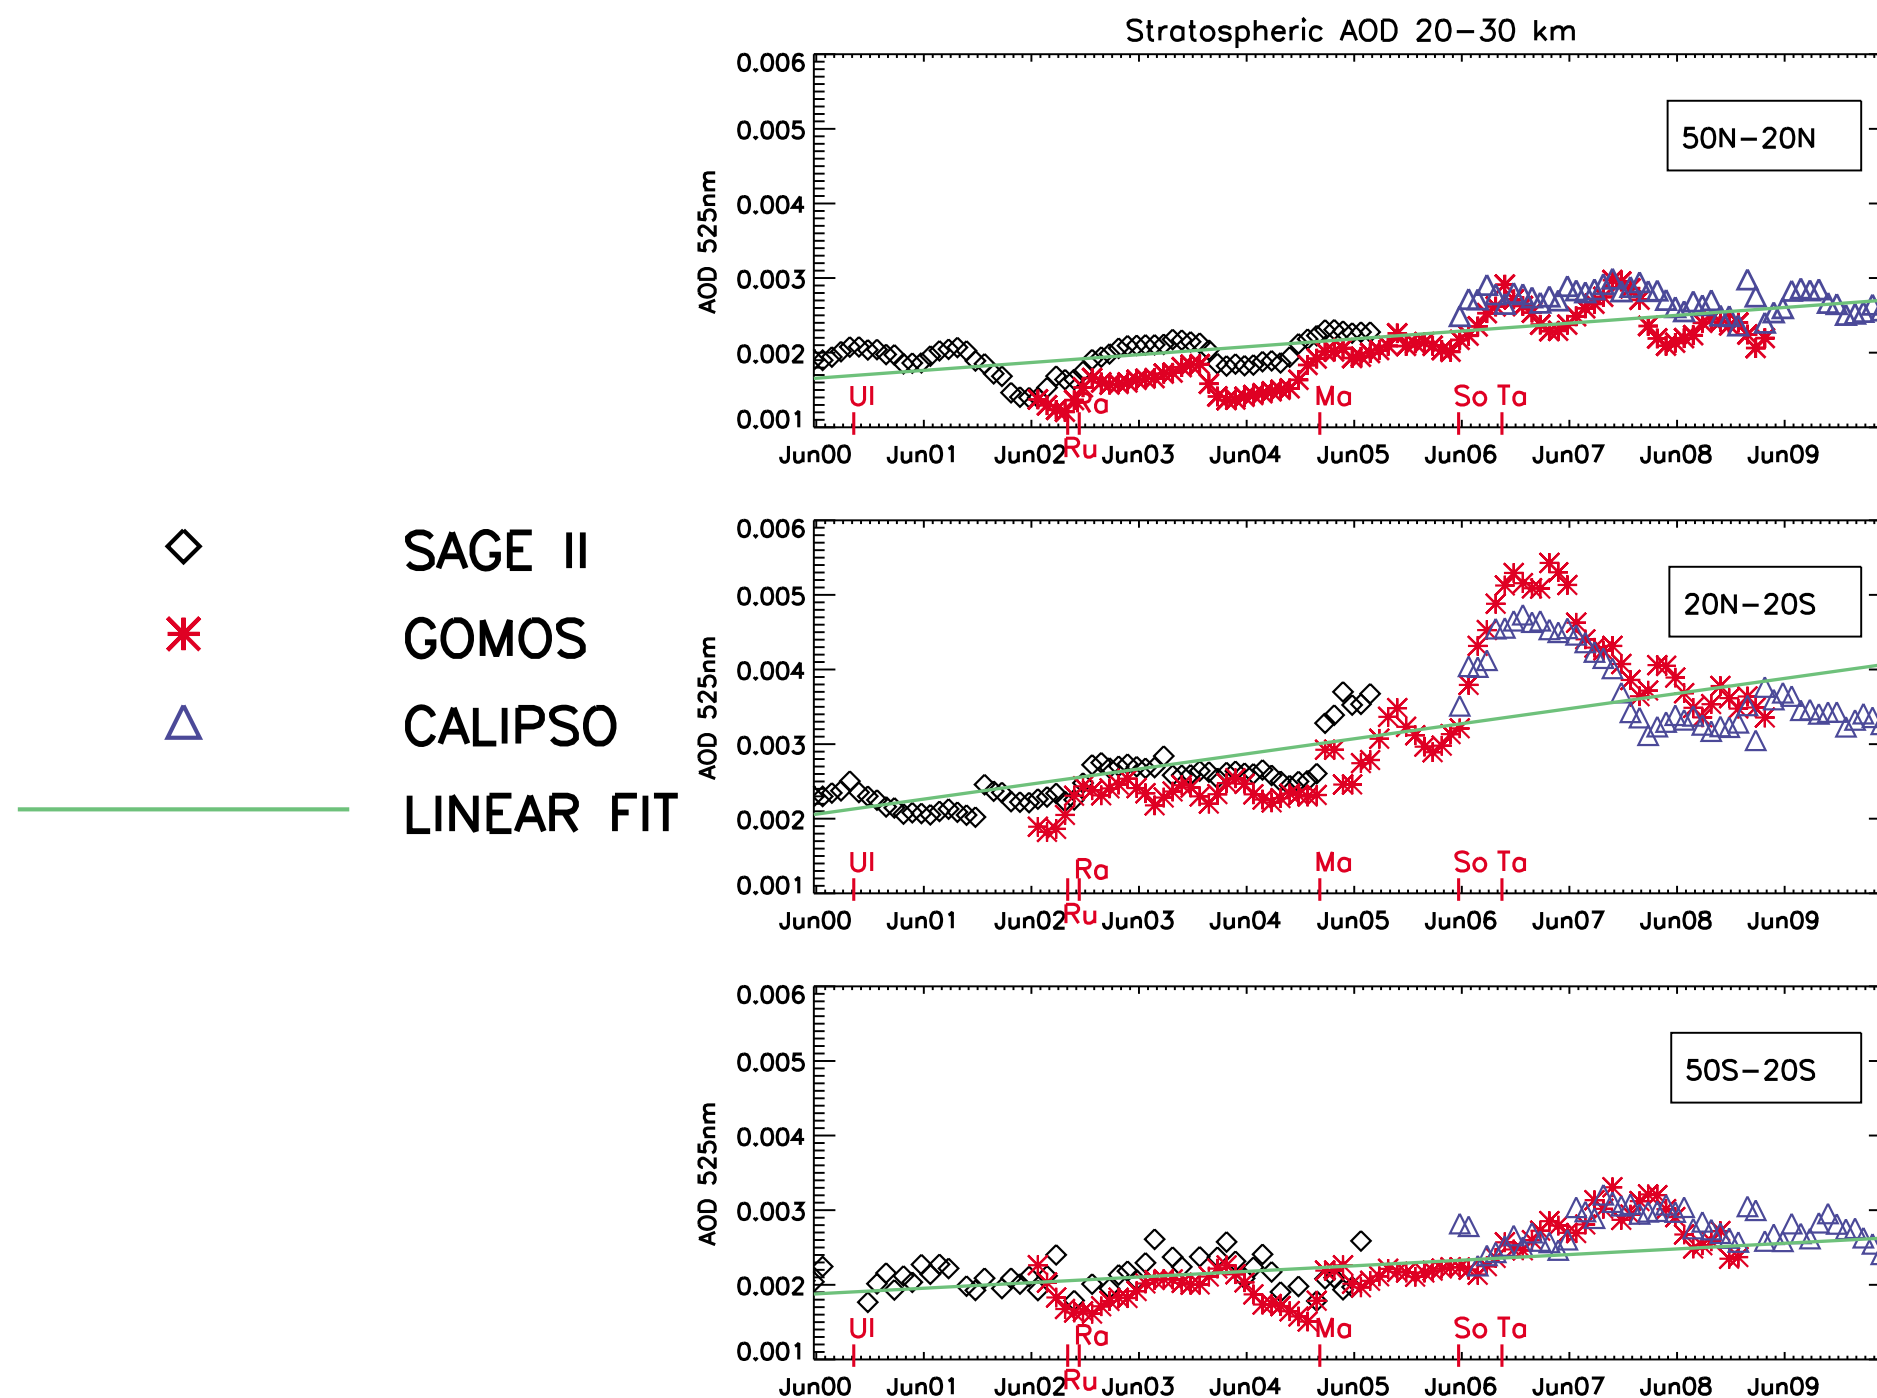 Stratospheric AOD 20-30 km
0.006
0.005
0.004
0.003
0.002
0.001
AOD 525nm
50N-20N
Ul Ra Ma So Ta
Ru
Jun00 Jun01 Jun02 Jun03 Jun04 Jun05 Jun06 Jun07 Jun08 Jun09
SAGE II
GOMOS
CALIPSO
LINEAR FIT
0.006
0.005
0.004
0.003
0.002
0.001
AOD 525nm
20N-20S
Ul Ra Ma So Ta
Ru
Jun00 Jun01 Jun02 Jun03 Jun04 Jun05 Jun06 Jun07 Jun08 Jun09
0.006
0.005
0.004
0.003
0.002
0.001
AOD 525nm
50S-20S
Ul Ra Ma So Ta
Ru
Jun00 Jun01 Jun02 Jun03 Jun04 Jun05 Jun06 Jun07 Jun08 Jun09